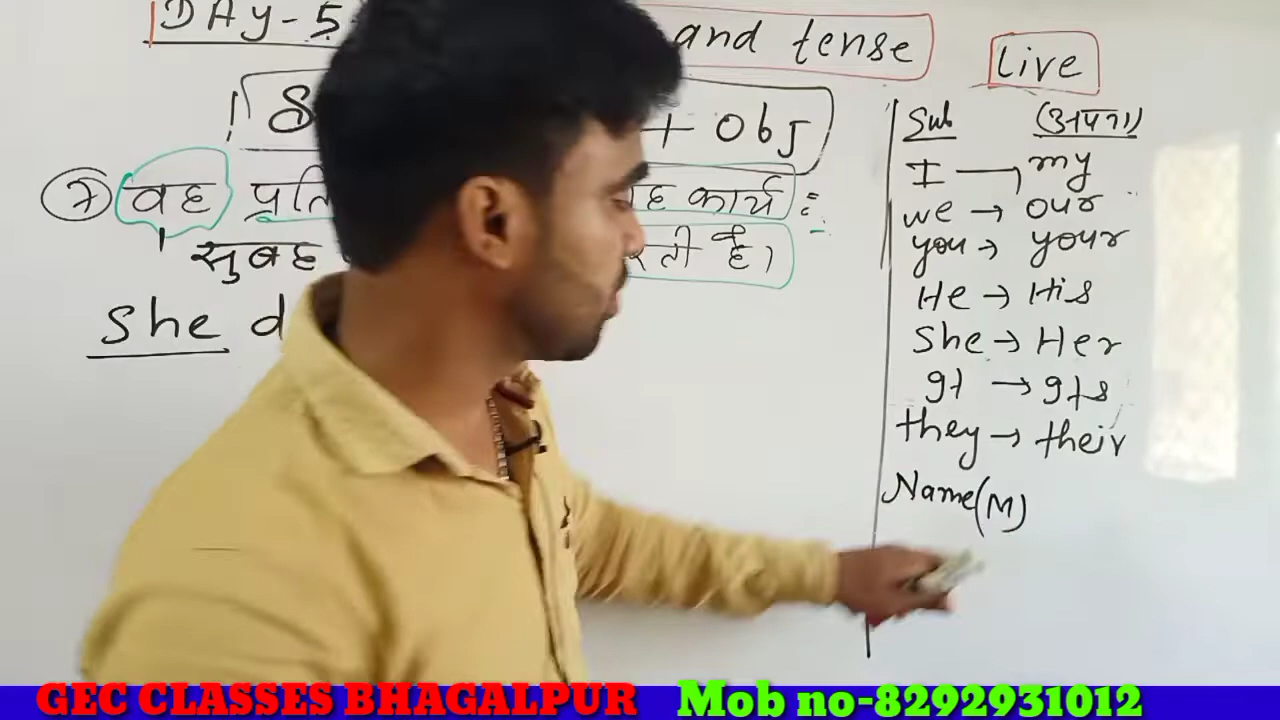 DAY-5 and tense
Live
S + Obj
Sub (अपना)
I → my
we → our
you → your
He → His
She → Her
It → Its
they → their
Name(M)
(7) वह प्रति ह कार्य :
सुबह रती है।
She d
GEC CLASSES BHAGALPUR Mob no-8292931012